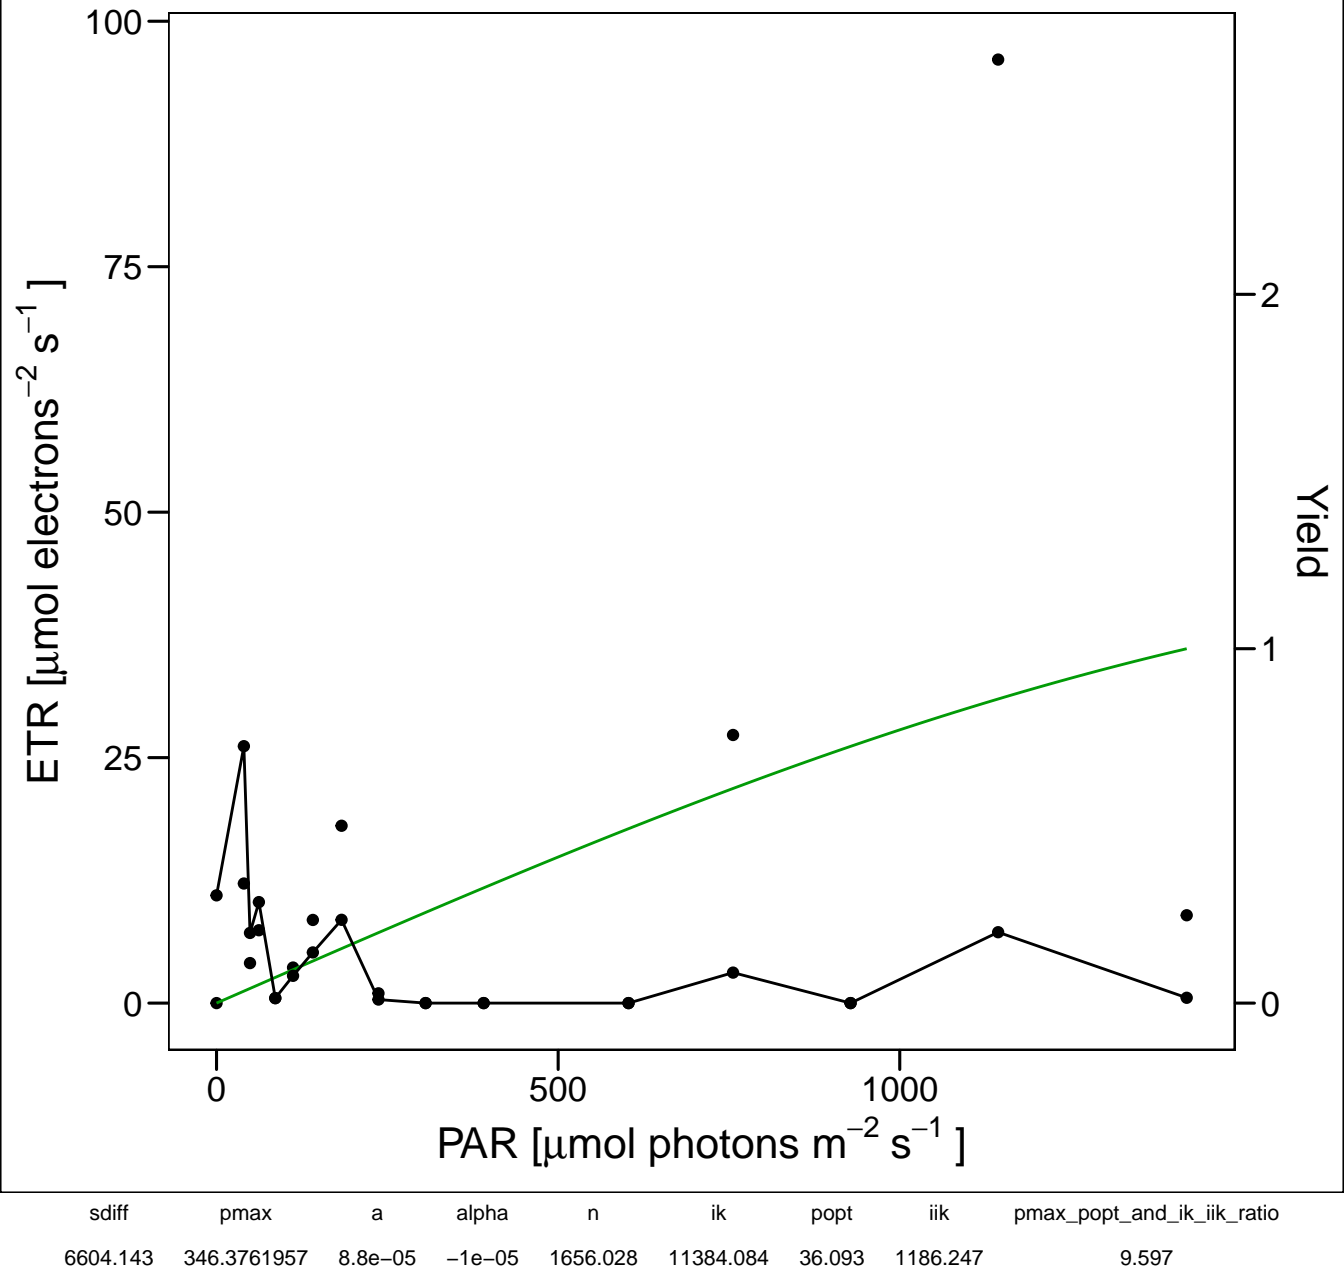 100
75
50
25
0
ETR [μmol electrons⁻² s⁻¹ ]
2
1
0
Yield
0 500 1000
PAR [μmol photons m⁻² s⁻¹ ]
sdiff pmax a alpha n ik popt iik pmax_popt_and_ik_iik_ratio
6604.143 346.3761957 8.8e−05 −1e−05 1656.028 11384.084 36.093 1186.247 9.597